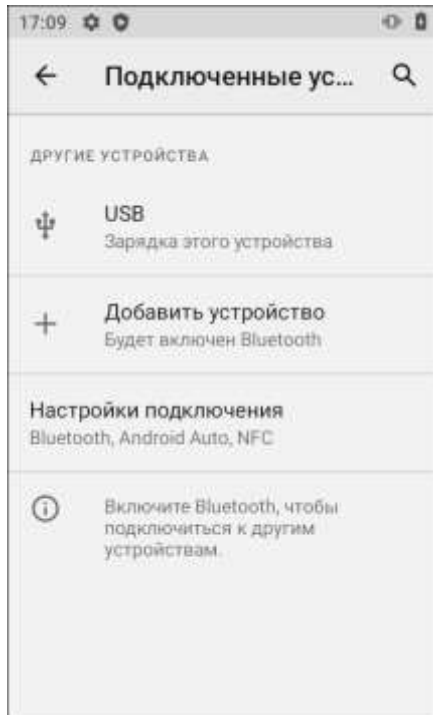 17:09
Подключенные ус...
ДРУГИЕ УСТРОЙСТВА
USB
Зарядка этого устройства
Добавить устройство
Будет включен Bluetooth
Настройки подключения
Bluetooth, Android Auto, NFC
Включите Bluetooth, чтобы
подключиться к другим
устройствам.